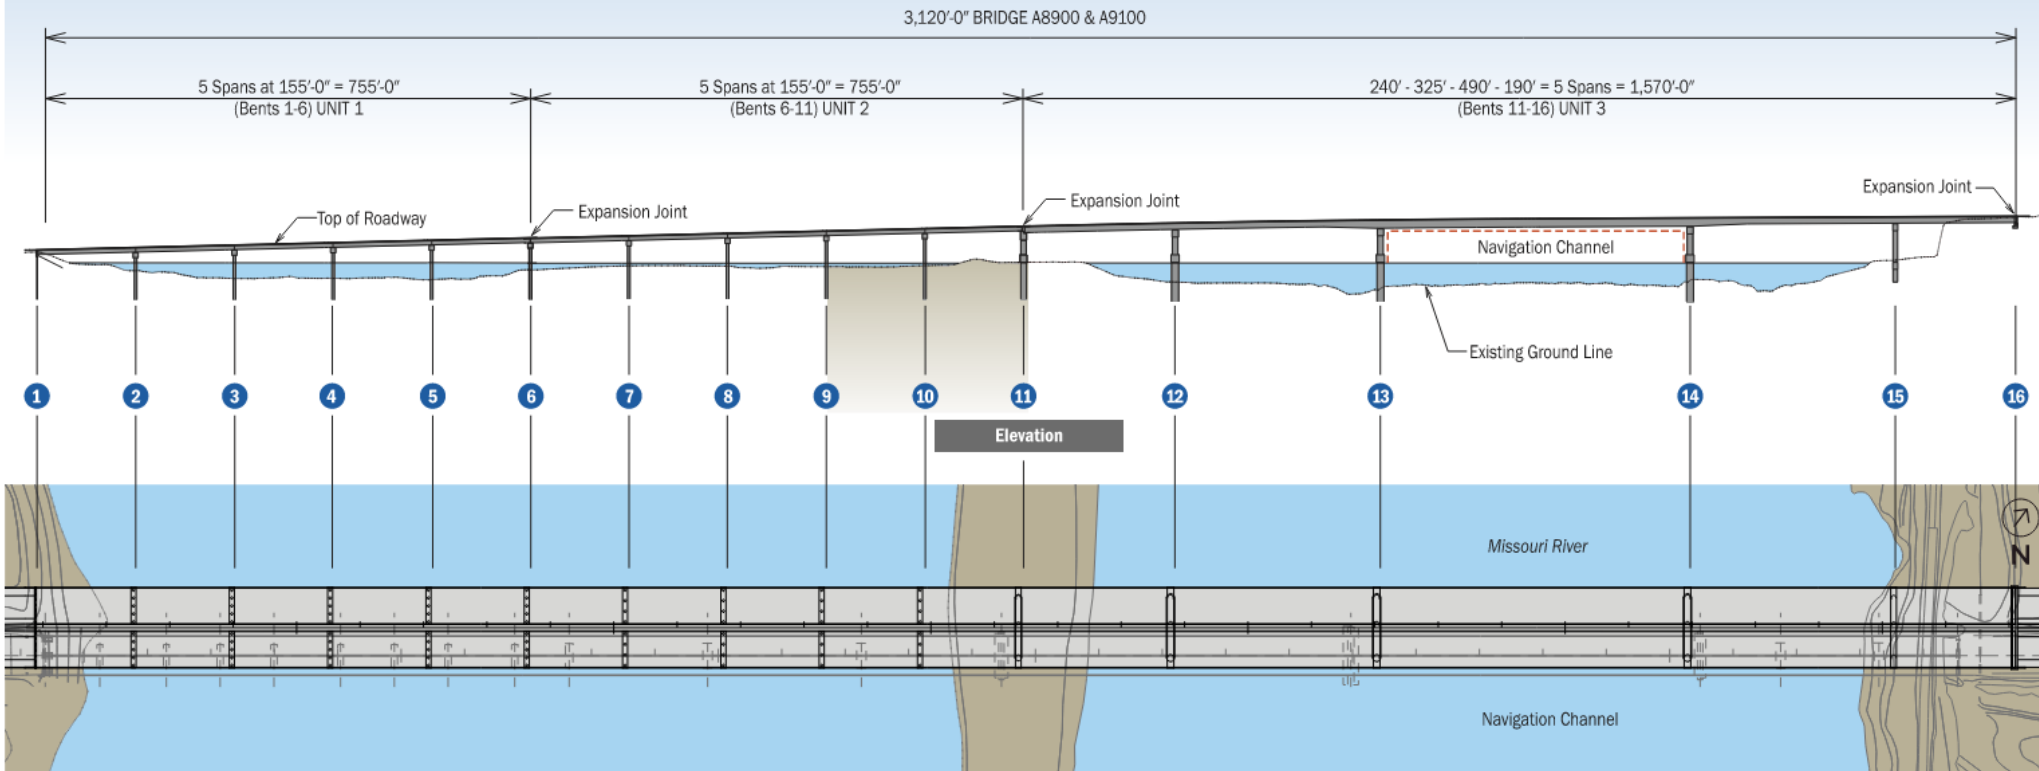 3,120'-0" BRIDGE A8900 & A9100
5 Spans at 155'-0" = 755'-0"
(Bents 1-6) UNIT 1
5 Spans at 155'-0" = 755'-0"
(Bents 6-11) UNIT 2
240' - 325' - 490' - 190' = 5 Spans = 1,570'-0"
(Bents 11-16) UNIT 3
Top of Roadway
Expansion Joint
Expansion Joint
Expansion Joint
Navigation Channel
Existing Ground Line
1 2 3 4 5 6 7 8 9 10 11 12 13 14 15 16
Elevation
Missouri River
N
Navigation Channel